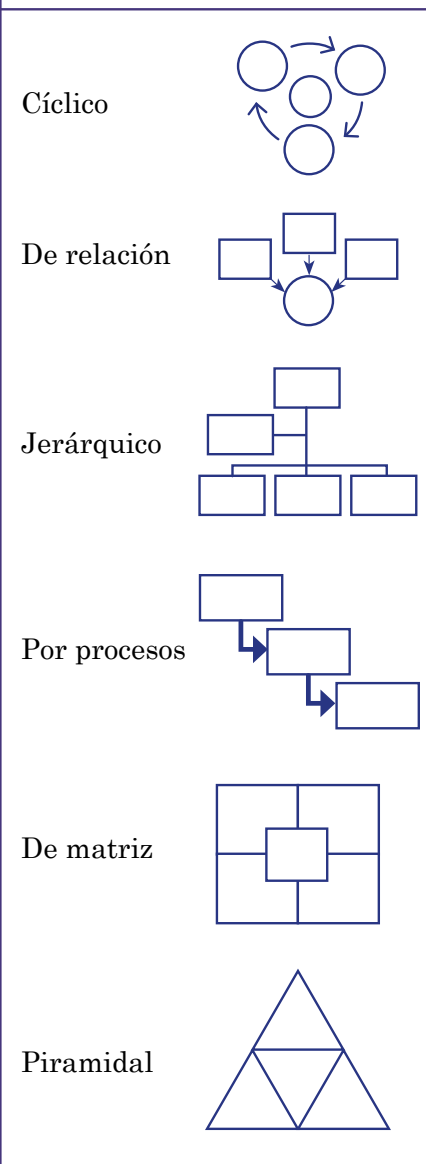 Cíclico
De relación
Jerárquico
Por procesos
De matriz
Piramidal